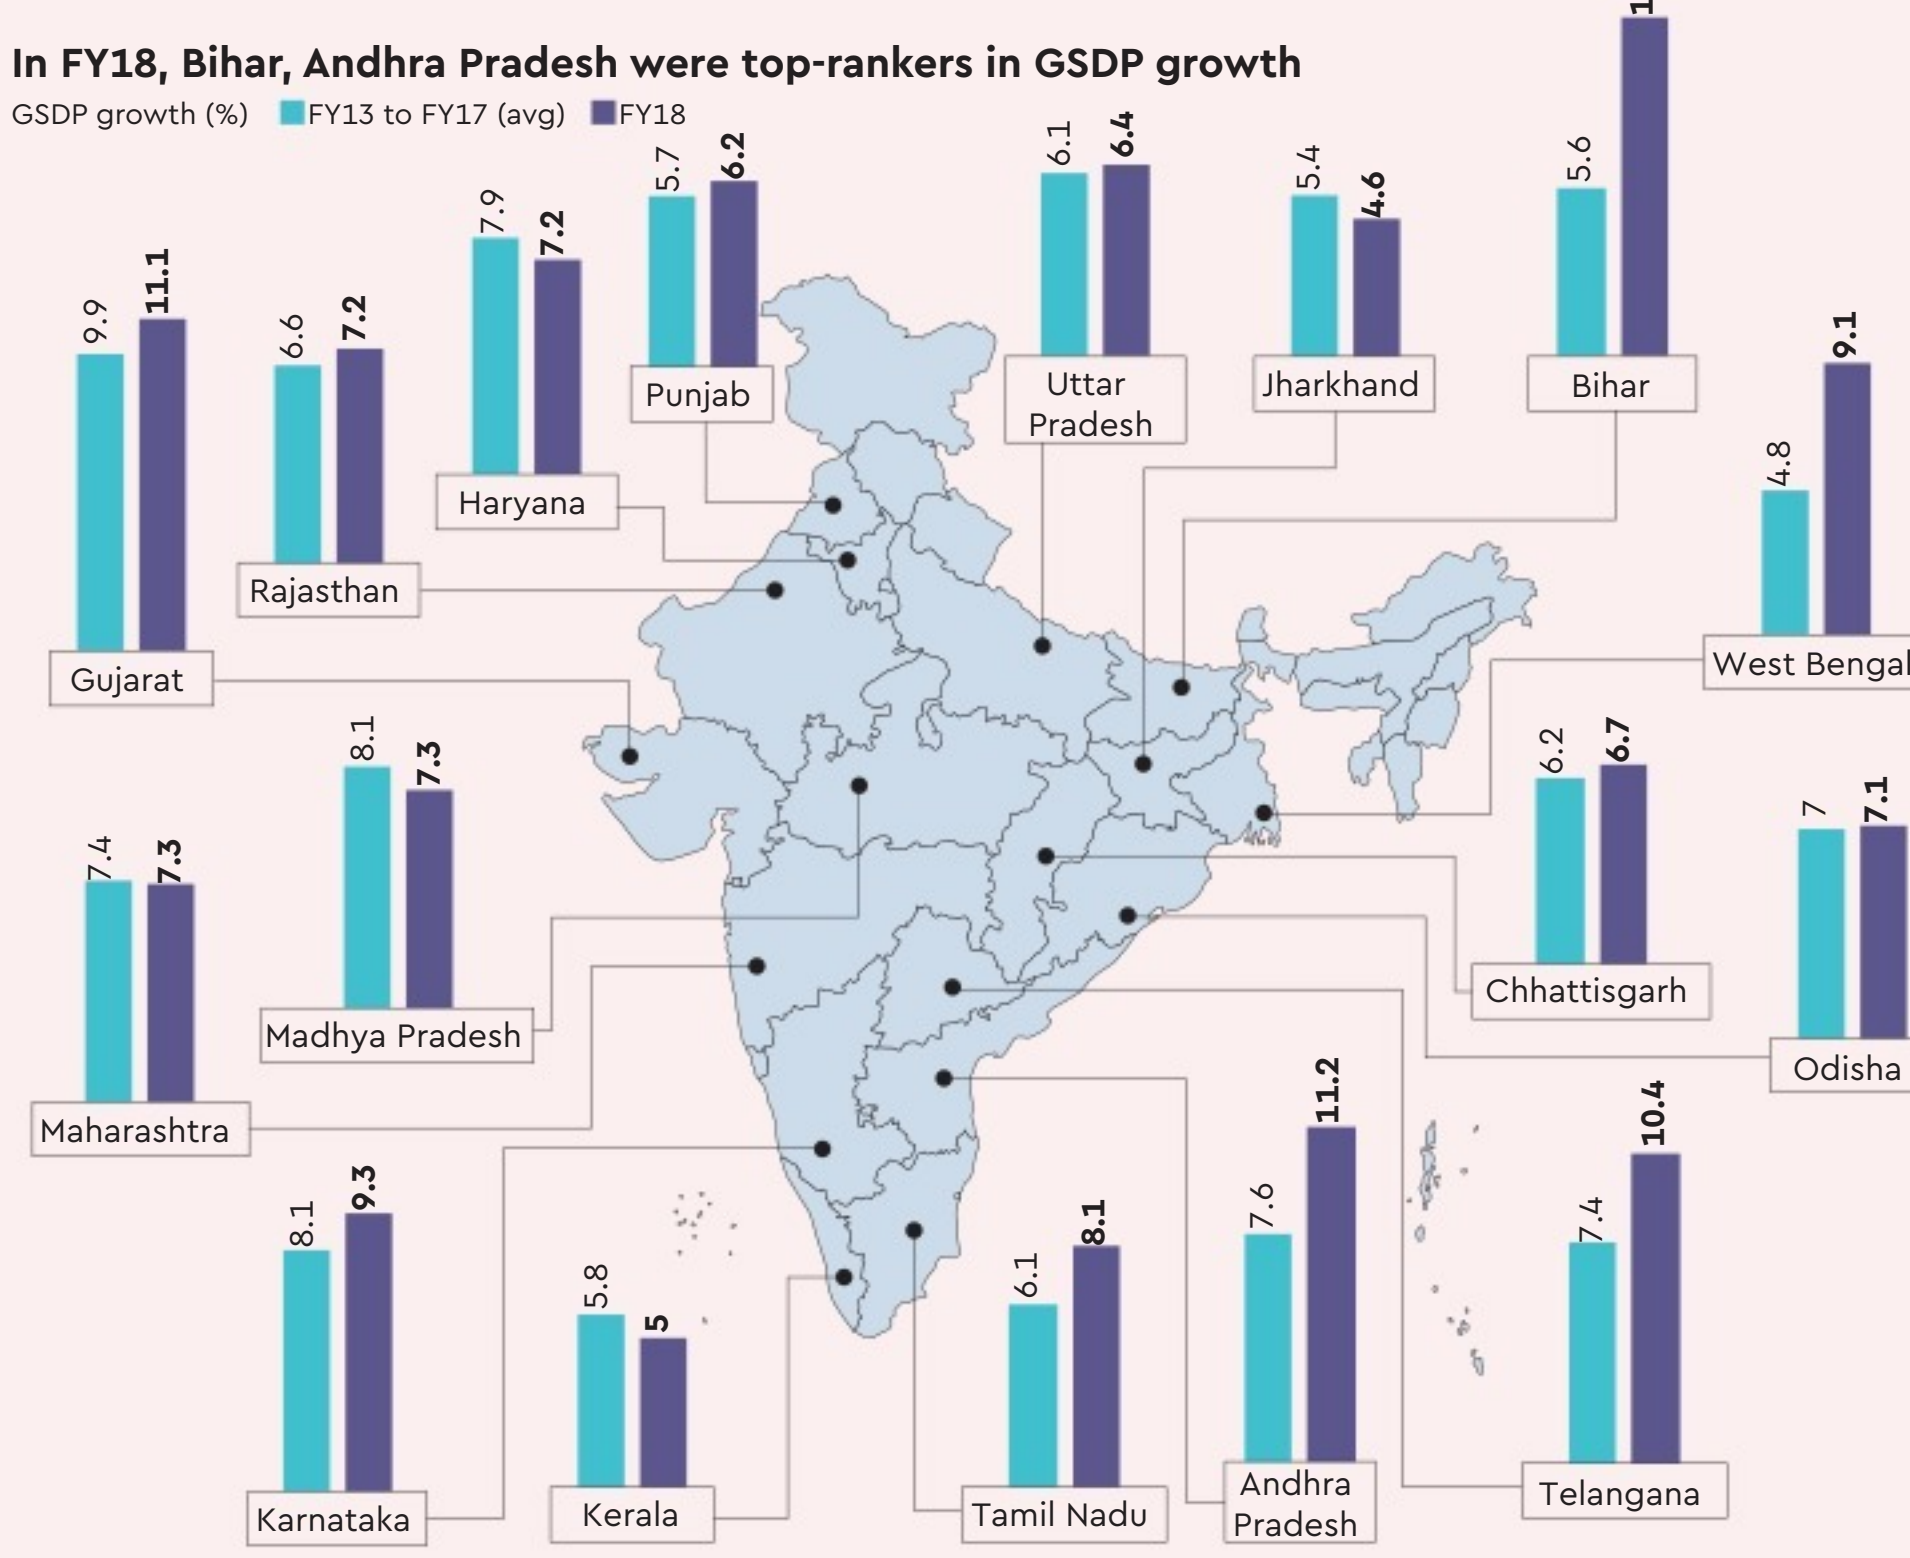 In FY18, Bihar, Andhra Pradesh were top-rankers in GSDP growth
GSDP growth (%) FY13 to FY17 (avg) FY18
9.9
11.1
Gujarat
6.6
7.2
Rajasthan
7.9
7.2
Haryana
5.7
6.2
Punjab
6.1
6.4
Uttar
Pradesh
5.4
4.6
Jharkhand
5.6
Bihar
4.8
9.1
West Bengal
7.4
7.3
Maharashtra
8.1
7.3
Madhya Pradesh
6.2
6.7
Chhattisgarh
7
7.1
Odisha
8.1
9.3
Karnataka
5.8
5
Kerala
6.1
8.1
Tamil Nadu
7.6
11.2
Andhra
Pradesh
7.4
10.4
Telangana